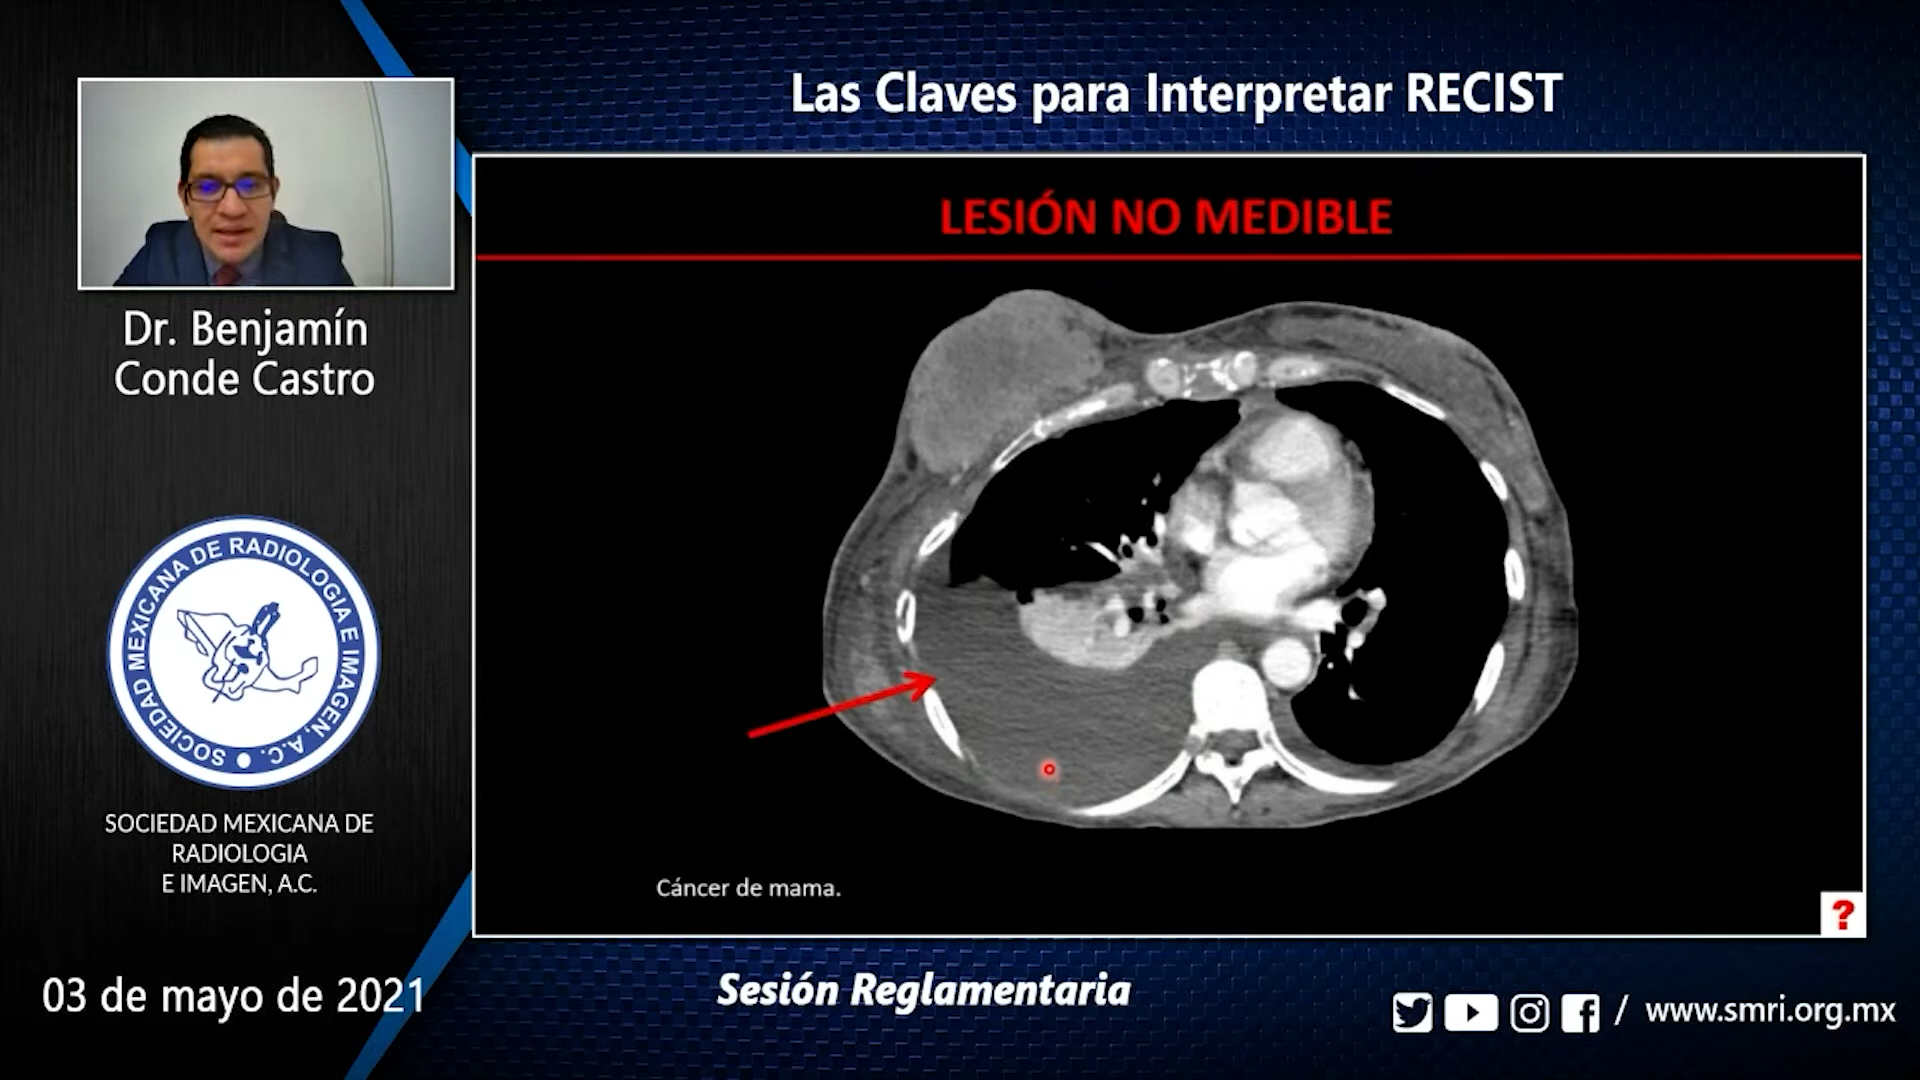 Las Claves para Interpretar RECIST
LESIÓN NO MEDIBLE
Dr. Benjamín
Conde Castro
SOCIEDAD MEXICANA DE RADIOLOGIA E IMAGEN, A.C.
SOCIEDAD MEXICANA DE
RADIOLOGIA
E IMAGEN, A.C.
Cáncer de mama.
?
03 de mayo de 2021
Sesión Reglamentaria
/ www.smri.org.mx